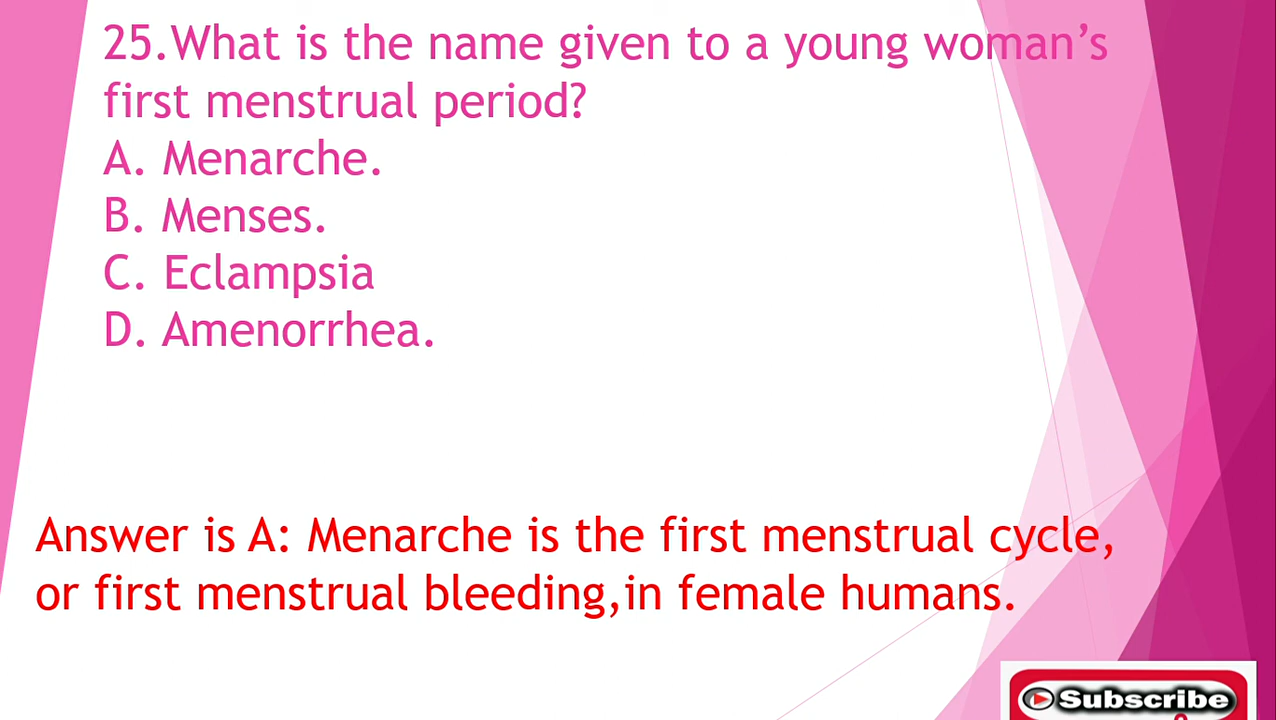 25.What is the name given to a young woman’s
first menstrual period?
A. Menarche.
B. Menses.
C. Eclampsia
D. Amenorrhea.
Answer is A: Menarche is the first menstrual cycle,
or first menstrual bleeding,in female humans.
Subscribe